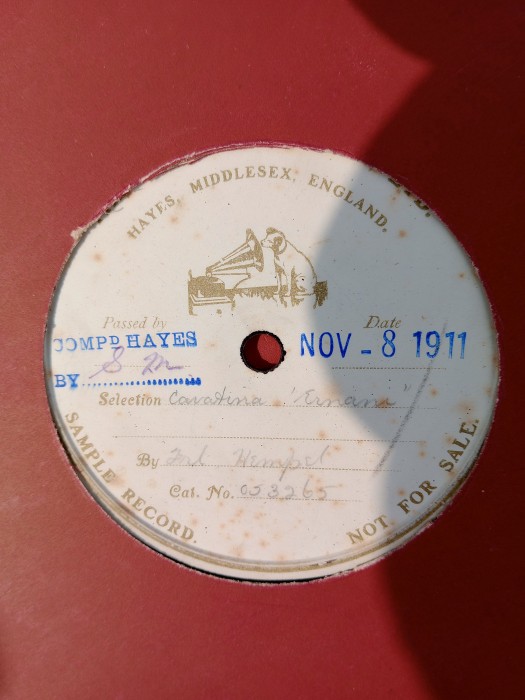 HAYES, MIDDLESEX, ENGLAND.
Passed by
Date
COMPD HAYES
NOV - 8 1911
BY
Selection Cavatina "Ernani"
By Frl Hempel
Cat. No. 053265
SAMPLE RECORD.
NOT FOR SALE.